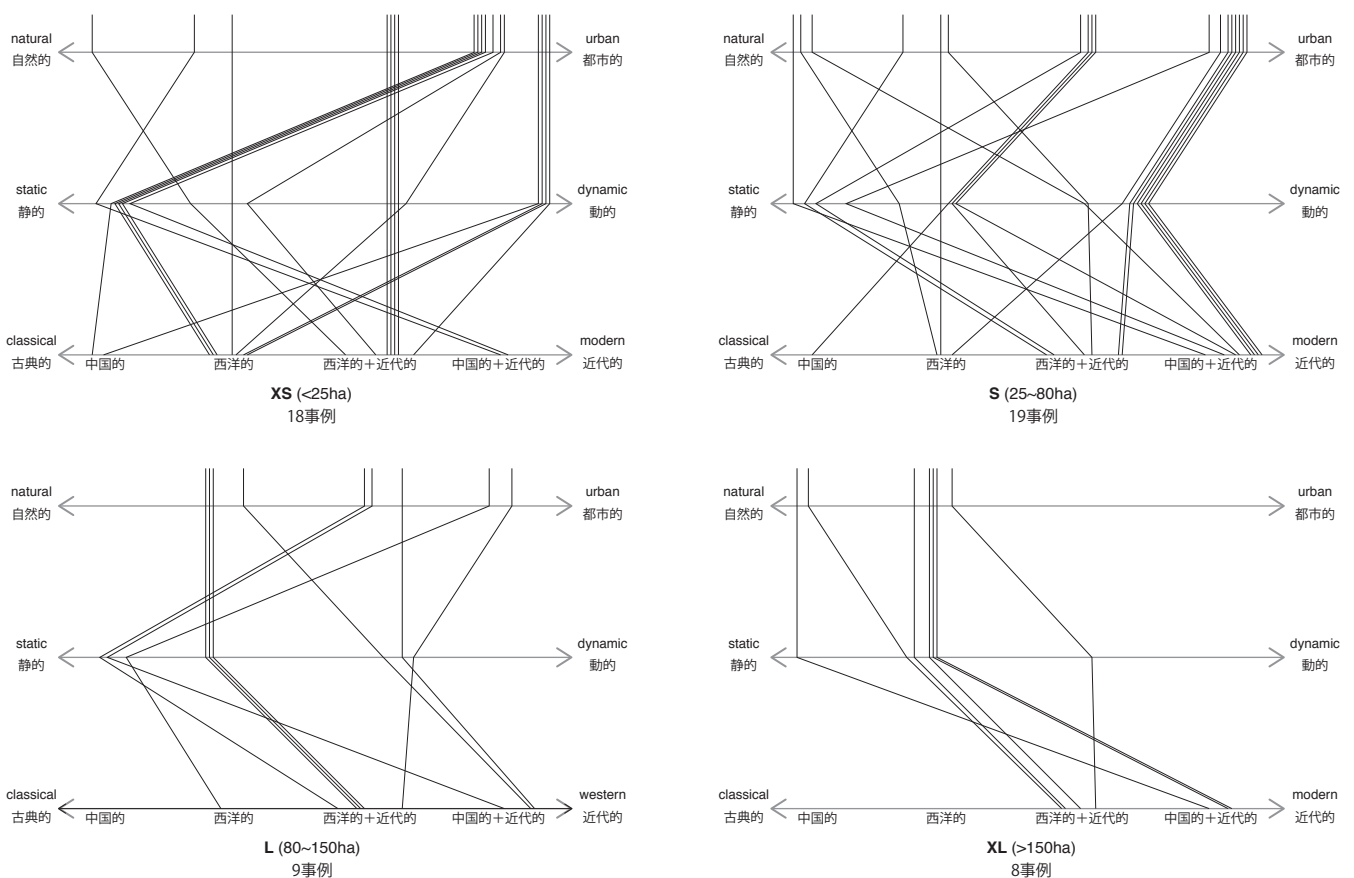 natural
自然的
urban
都市的
static
静的
dynamic
動的
classical
古典的
modern
近代的
中国的
西洋的
西洋的＋近代的
中国的＋近代的
XS (<25ha)
18事例
natural
自然的
urban
都市的
static
静的
dynamic
動的
classical
古典的
modern
近代的
中国的
西洋的
西洋的＋近代的
中国的＋近代的
S (25~80ha)
19事例
natural
自然的
urban
都市的
static
静的
dynamic
動的
classical
古典的
western
近代的
中国的
西洋的
西洋的＋近代的
中国的＋近代的
L (80~150ha)
9事例
natural
自然的
urban
都市的
static
静的
dynamic
動的
classical
古典的
modern
近代的
中国的
西洋的
西洋的＋近代的
中国的＋近代的
XL (>150ha)
8事例